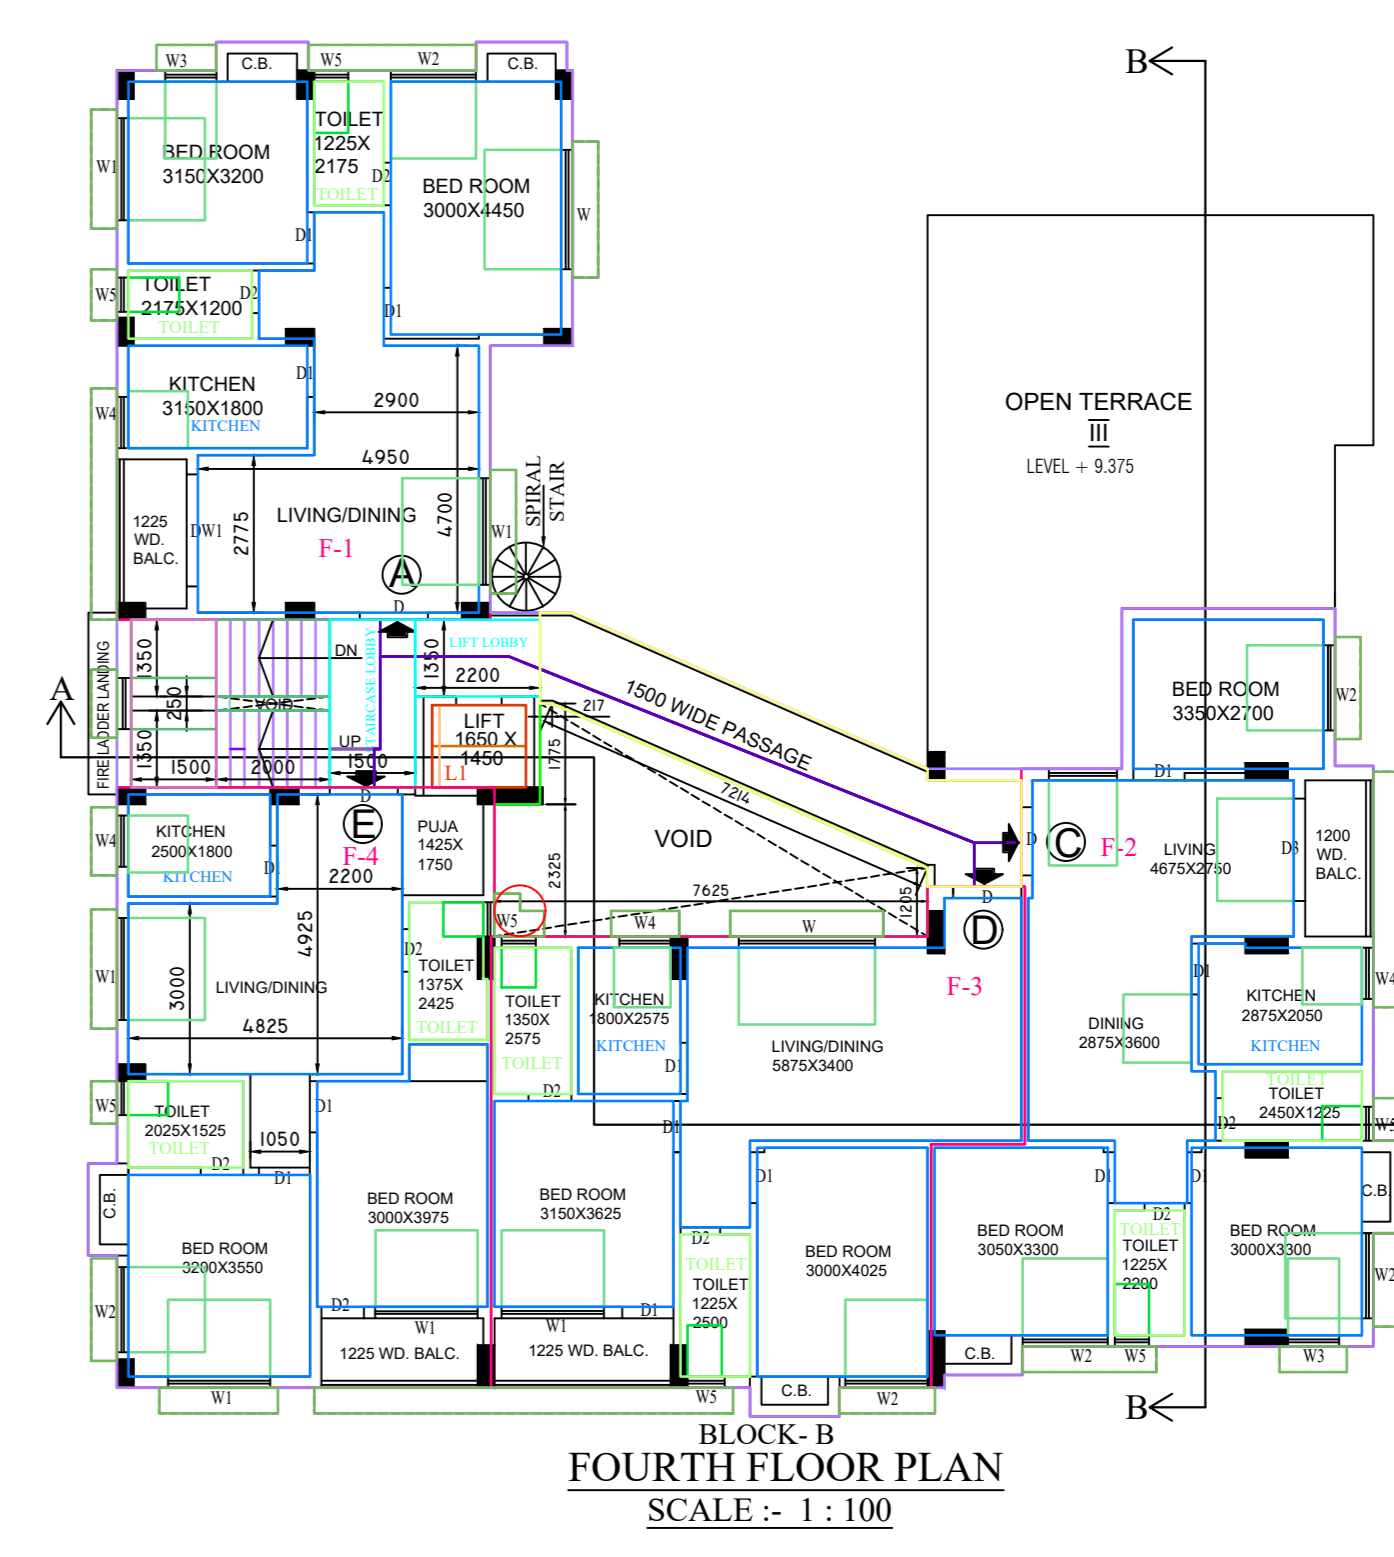 W3
C.B.
W5
W2
C.B.
B
W1
BED ROOM
3150X3200
TOILET
1225X
2175
TOILET
D2
BED ROOM
3000X4450
W
D1
W5
TOILET
2175X1200
TOILET
D2
D1
KITCHEN
3150X1800
KITCHEN
D1
W4
2900
4950
OPEN TERRACE
III
LEVEL + 9.375
1225
WD.
BALC.
DW1
2775
LIVING/DINING
F-1
4700
A
W1
SPIRAL
STAIR
D
FIRE LADDER LANDING
1350
250
1350
DN
VOID
UP
STAIRCASE LOBBY
LIFT LOBBY
1350
2200
LIFT
1650 X
1450
L1
1500
2000
1500
A
217
1775
1500 WIDE PASSAGE
7214
VOID
2325
7625
1205
BED ROOM
3350X2700
W2
D1
D
C
F-2
LIVING
4675X2750
D3
1200
WD.
BALC.
D
E
F-4
W4
KITCHEN
2500X1800
KITCHEN
D1
2200
PUJA
1425X
1750
W5
W4
W
D
D
F-3
W1
3000
4925
LIVING/DINING
4825
D2
TOILET
1375X
2425
TOILET
TOILET
1350X
2575
TOILET
D2
KITCHEN
1800X2575
KITCHEN
D1
LIVING/DINING
5875X3400
DINING
2875X3600
D1
KITCHEN
2875X2050
KITCHEN
W4
TOILET
TOILET
2450X1225
D2
W5
W5
TOILET
2025X1525
TOILET
D2
1050
D1
D1
D1
D1
D1
D1
C.B.
BED ROOM
3200X3550
BED ROOM
3000X3975
BED ROOM
3150X3625
D2
TOILET
TOILET
1225X
2500
BED ROOM
3000X4025
BED ROOM
3050X3300
D2
TOILET
TOILET
1225X
2200
BED ROOM
3000X3300
C.B.
W2
W2
D2
W1
1225 WD. BALC.
W1
D1
1225 WD. BALC.
C.B.
W2
W5
W3
W1
W5
C.B.
W2
B
BLOCK- B
FOURTH FLOOR PLAN
SCALE :- 1 : 100